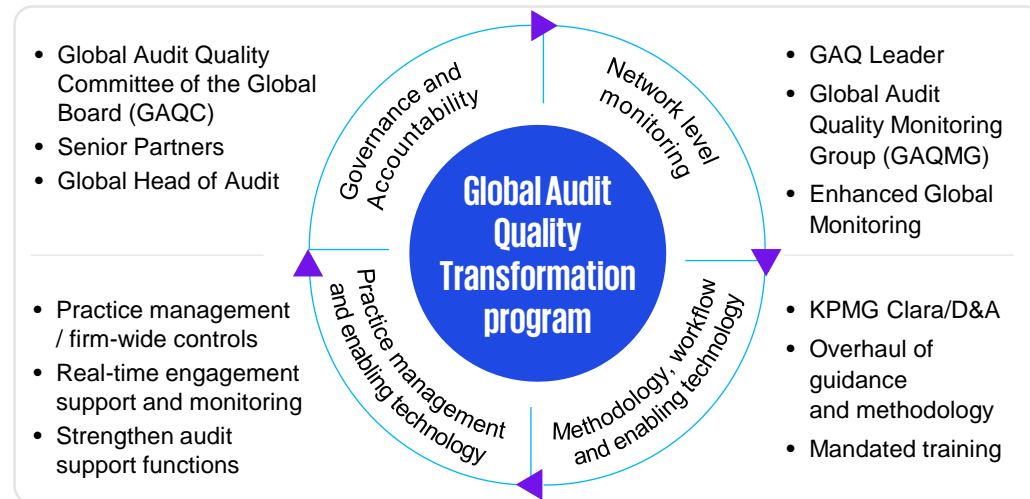 • Global Audit Quality
Committee of the Global
Board (GAQC)
• Senior Partners
• Global Head of Audit
Governance and
Accountability
Network level
monitoring
• GAQ Leader
• Global Audit
Quality Monitoring
Group (GAQMG)
• Enhanced Global
Monitoring
Global Audit
Quality
Transformation
program
• Practice management
/ firm-wide controls
• Real-time engagement
support and monitoring
• Strengthen audit
support functions
Practice management
and enabling technology
Methodology, workflow
and enabling technology
• KPMG Clara/D&A
• Overhaul of
guidance
and methodology
• Mandated training